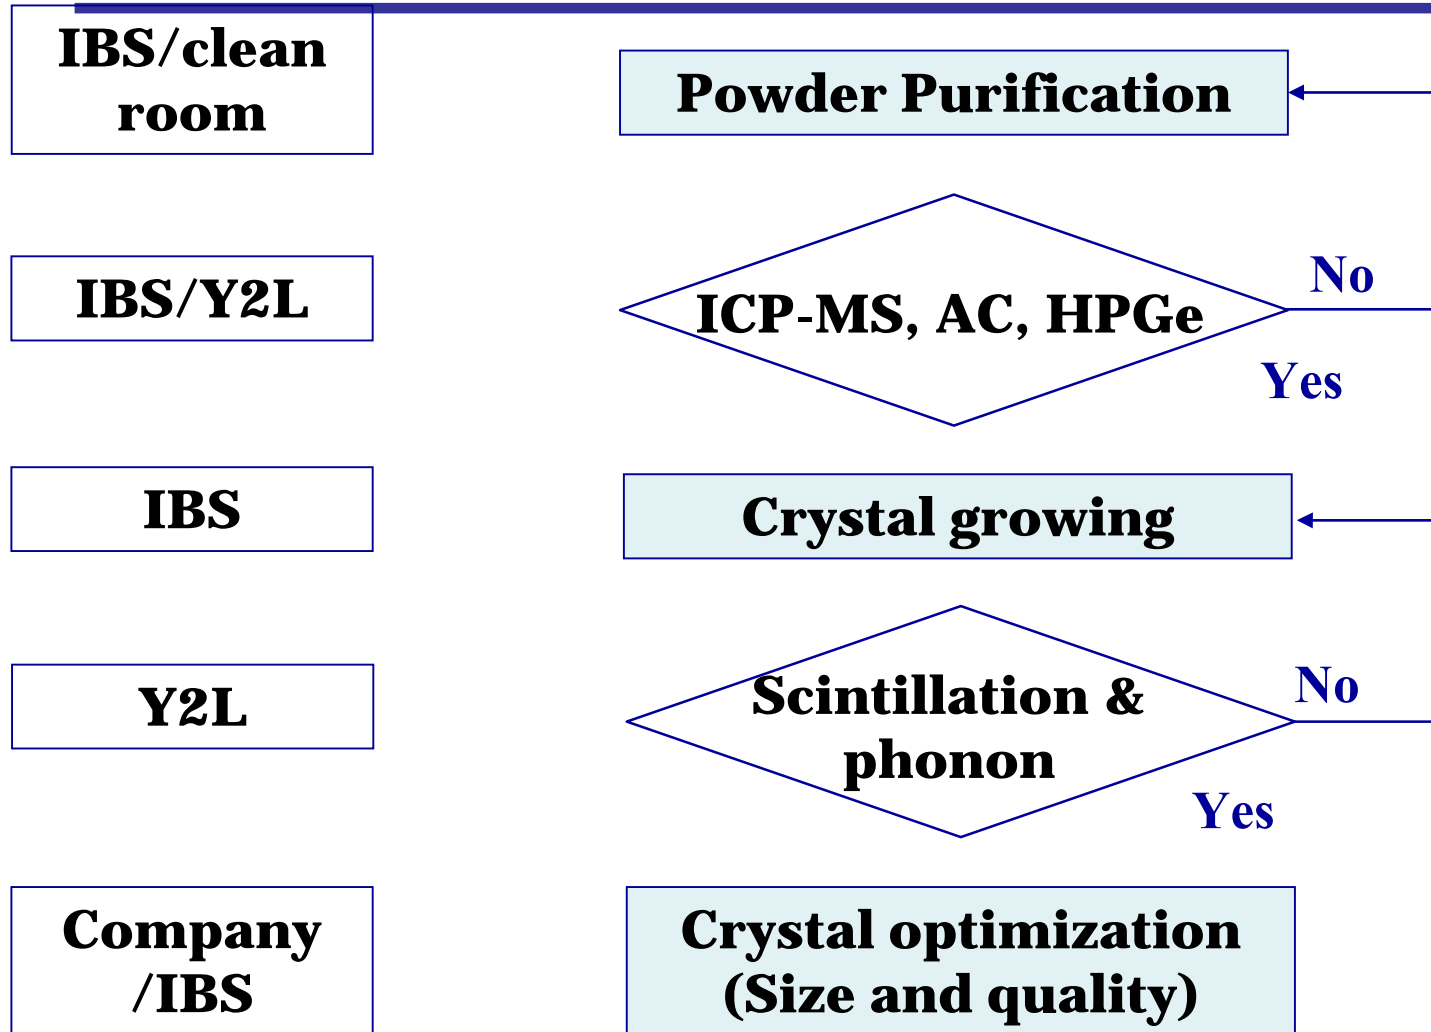 IBS/clean
room
Powder Purification
IBS/Y2L
ICP-MS, AC, HPGe
No
Yes
IBS
Crystal growing
Y2L
Scintillation &
phonon
No
Yes
Company
/IBS
Crystal optimization
(Size and quality)